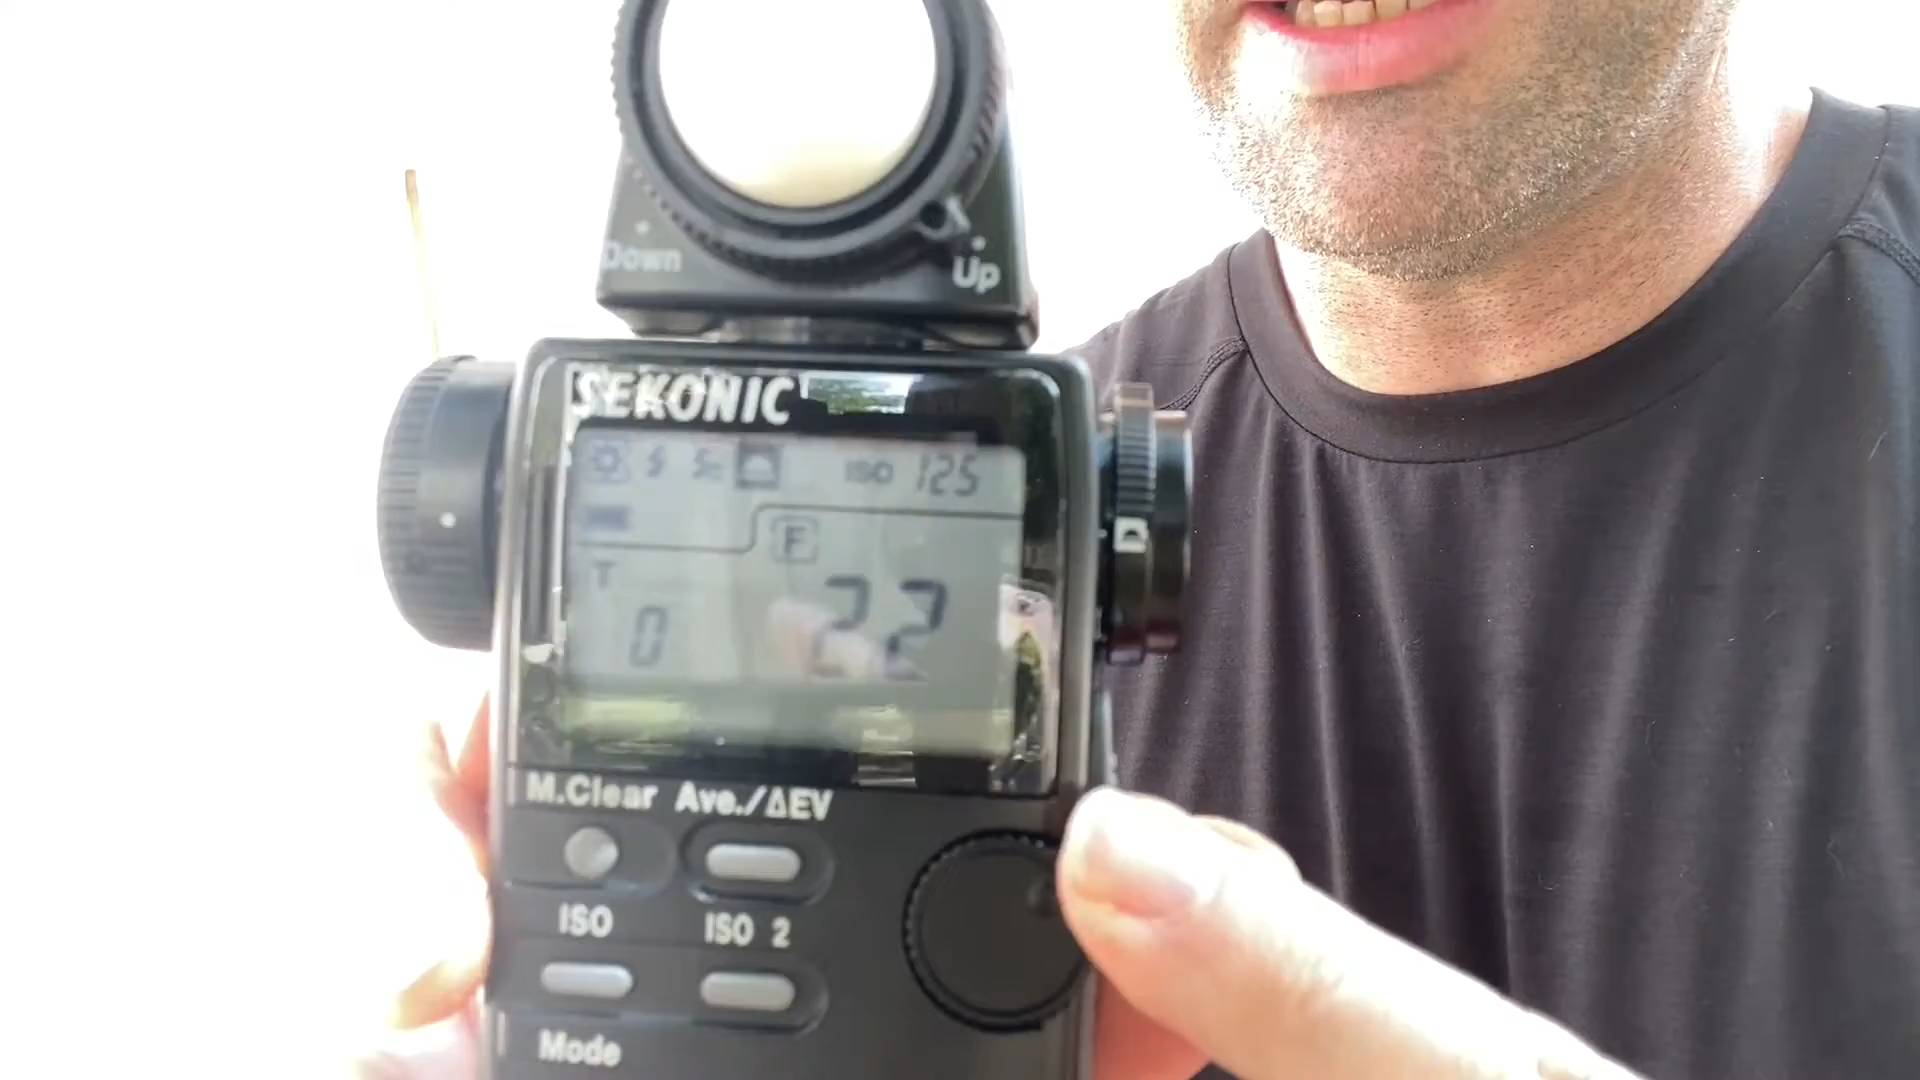 Down Up
SEKONIC
ISO 125
F
T
0 22
M.Clear Ave./ΔEV
ISO ISO 2
Mode